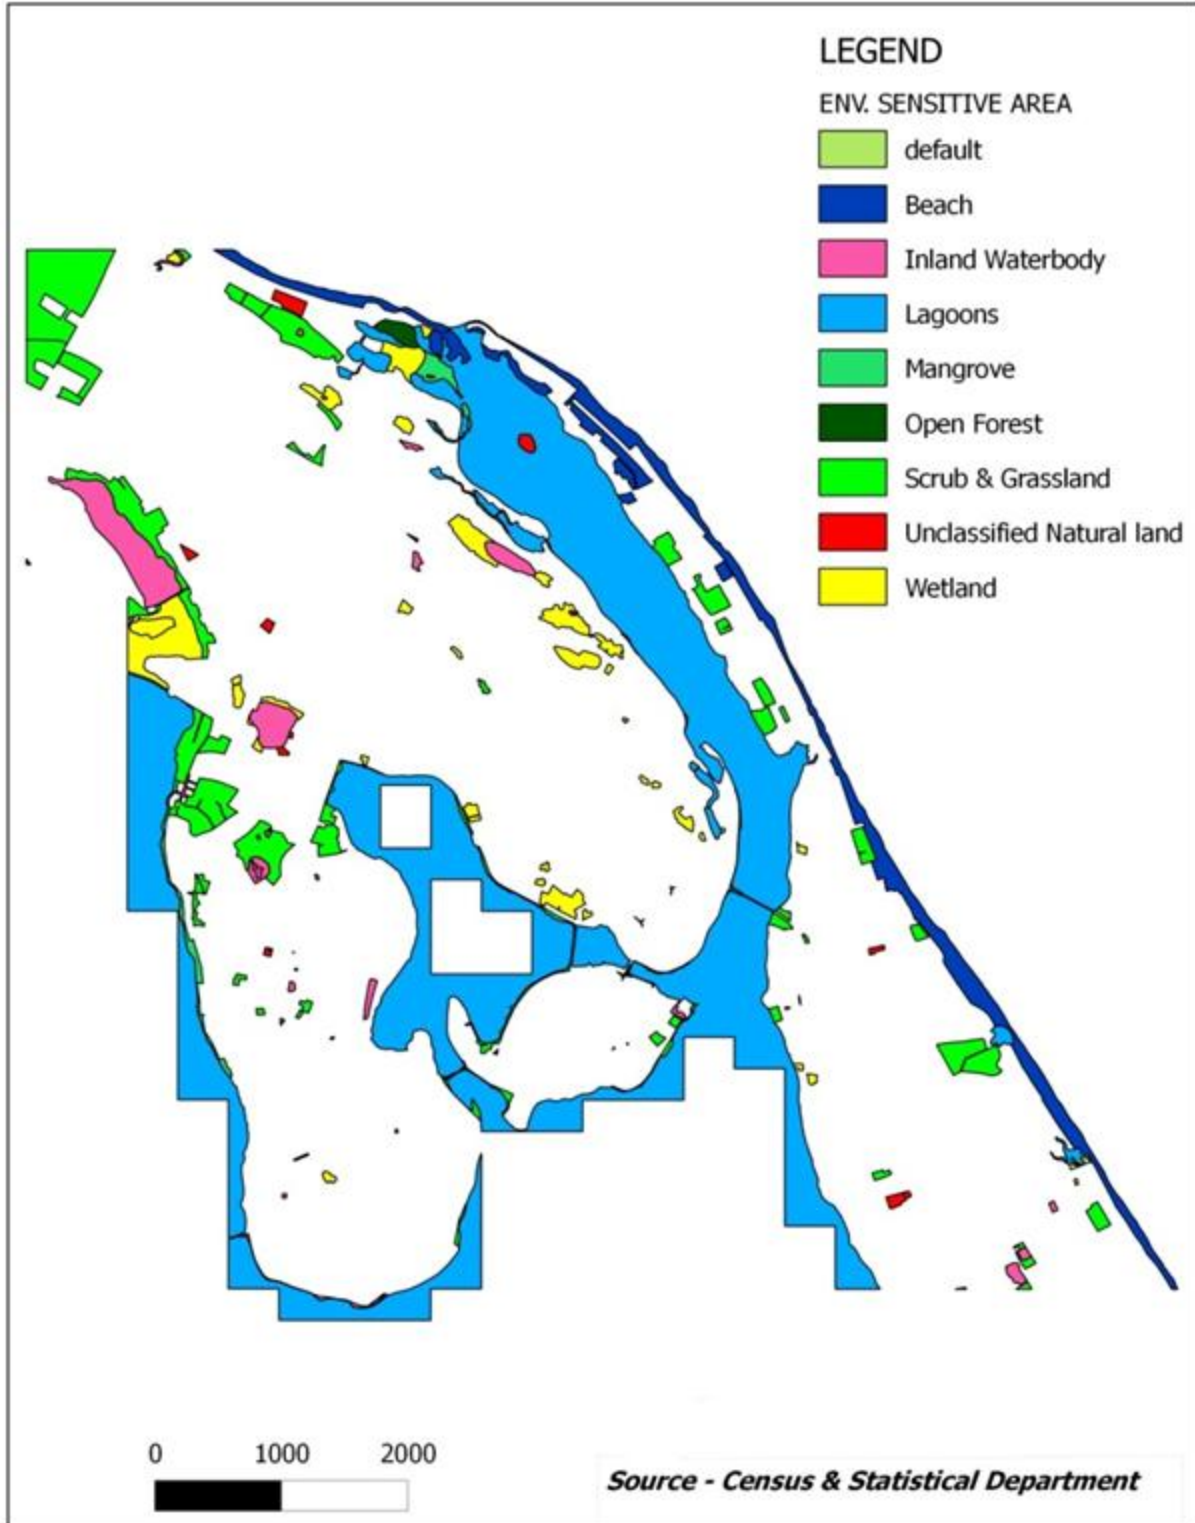 LEGEND
ENV. SENSITIVE AREA
default
Beach
Inland Waterbody
Lagoons
Mangrove
Open Forest
Scrub & Grassland
Unclassified Natural land
Wetland
0 1000 2000
Source - Census & Statistical Department